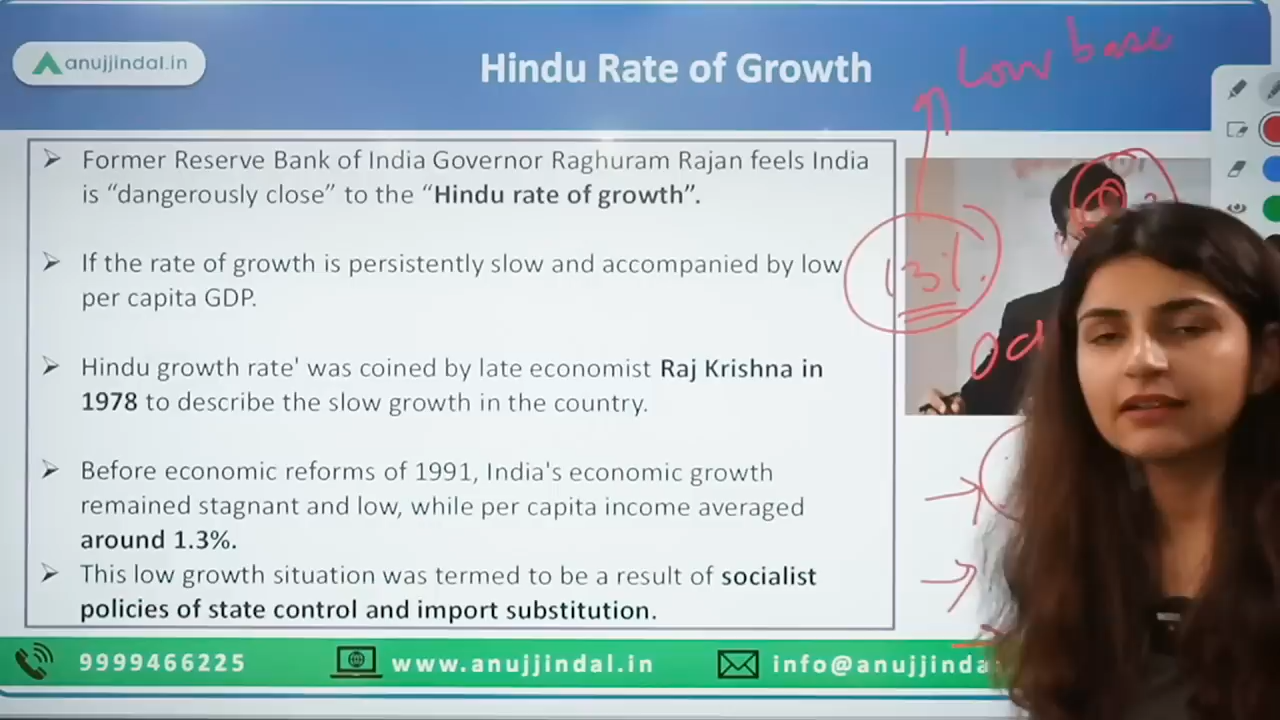 anujjindal.in
Hindu Rate of Growth
low base
➤ Former Reserve Bank of India Governor Raghuram Rajan feels India
is “dangerously close” to the “Hindu rate of growth”.
13%.
➤ If the rate of growth is persistently slow and accompanied by low
per capita GDP.
➤ Hindu growth rate' was coined by late economist Raj Krishna in
1978 to describe the slow growth in the country.
➤ Before economic reforms of 1991, India's economic growth
remained stagnant and low, while per capita income averaged
around 1.3%.
➤ This low growth situation was termed to be a result of socialist
policies of state control and import substitution.
9999466225
www.anujjindal.in
info@anujjinda